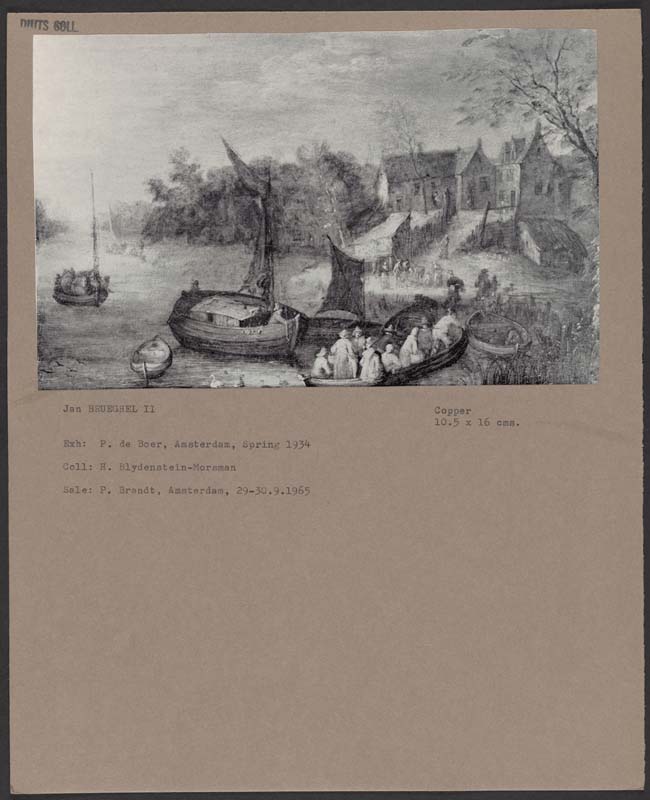 DUITS COLL.
Jan BRUEGHEL II
Copper
10.5 x 16 cms.
Exh: P. de Boer, Amsterdam, Spring 1934
Coll: H. Blydenstein-Morsman
Sale: P. Brandt, Amsterdam, 29-30.9.1965